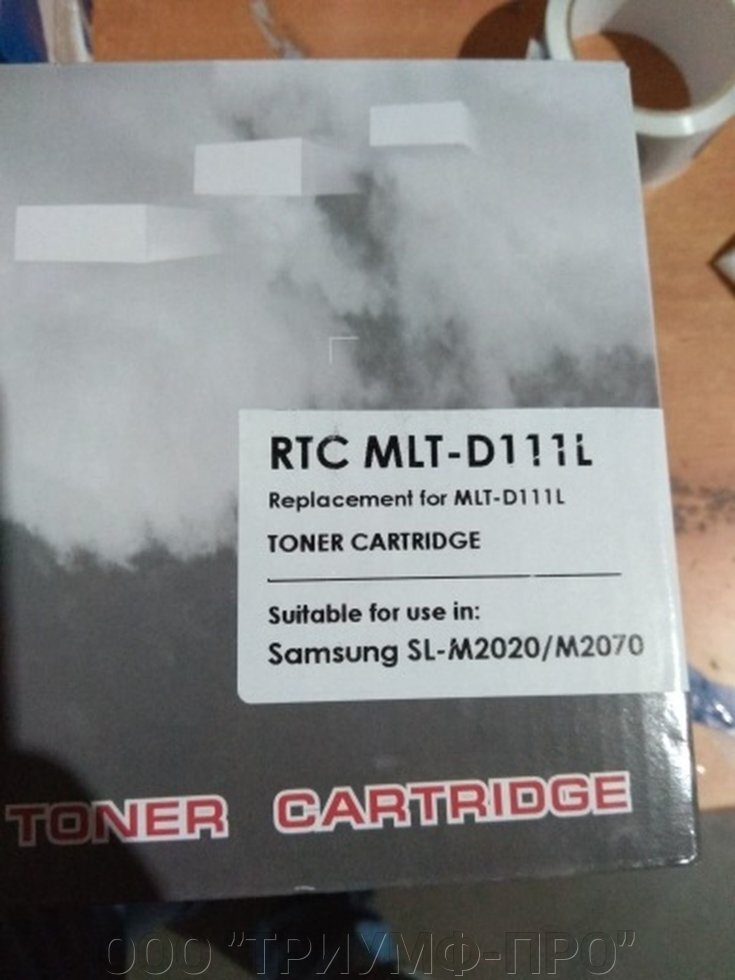 RTC MLT-D111L
Replacement for MLT-D111L
TONER CARTRIDGE
Suitable for use in:
Samsung SL-M2020/M2070
TONER CARTRIDGE
ООО "ТРИУМФ-ПРО"